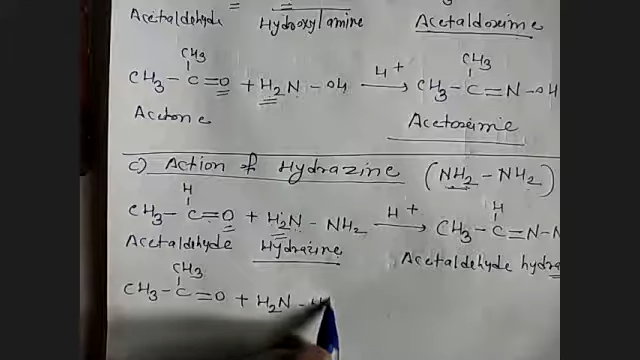 Acetaldehyde Hydroxylamine Acetaldoxime
CH3 CH3
CH3 - C = O + H2N - OH H+ → CH3 - C = N - OH
Acetone Acetoxime
c) Action of Hydrazine (NH2 - NH2)
H H
CH3 - C = O + H2N - NH2 H+ → CH3 - C = N - N
Acetaldehyde Hydrazine Acetaldehyde hydra
CH3
CH3 - C = O + H2N -